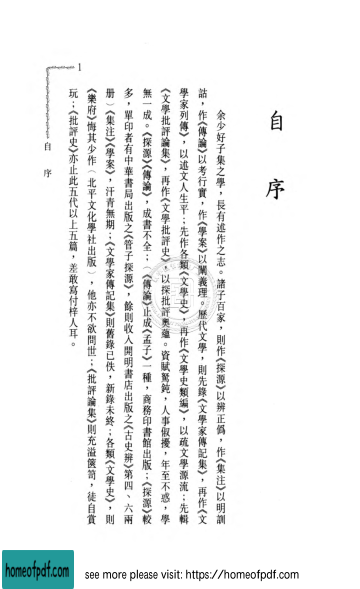 自序
余少好子集之學，長有述作之志。諸子百家，則作《探源》以辨正僞，作《集注》以明訓
詁，作《傳論》以考行實，作《學案》以闡義理。歷代文學，則先錄《文學家傳記集》，再作《文
學家列傳》，以述文人生平；先作各類《文學史》，再作《文學史類編》，以疏文學源流；先輯
《文學批評論集》，再作《文學批評史》，以探批評奧蘊。資賦駑鈍，人事俶擾，年至不惑，學
無一成。《探源》《傳論》，成書不全；《傳論》止成《孟子》一種，商務印書館出版；《探源》較
多，單印者有中華書局出版之《管子探源》，餘則收入開明書店出版之《古史辨》第四、六兩
册）《集注》《學案》，汗青無期；《文學家傳記集》則舊錄已佚，新錄未終；各類《文學史》，則
《樂府》悔其少作（北平文化學社出版），他亦不欲問世；《批評論集》則充溢篋笥，徒自賞
玩；《批評史》亦止此五代以上五篇，差敢寫付梓人耳。
自序
1
homeofpdf.com
see more please visit: https://homeofpdf.com